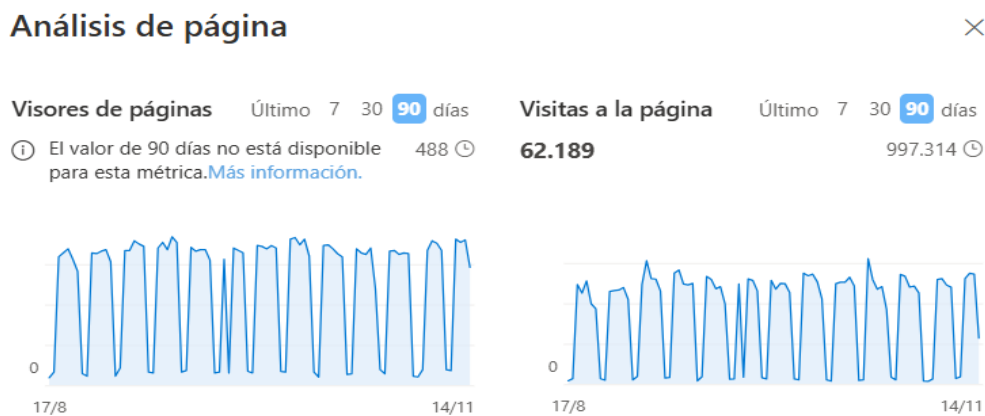 Análisis de página
Visores de páginas Último 7 30 90 días
El valor de 90 días no está disponible 488
para esta métrica.Más información.
0
17/8 14/11
Visitas a la página Último 7 30 90 días
62.189 997.314
0
17/8 14/11